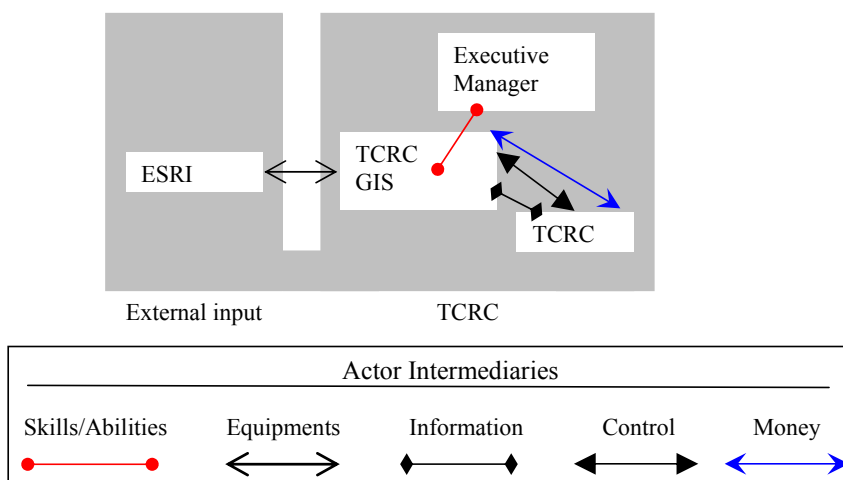 Executive
Manager
ESRI
TCRC
GIS
TCRC
External input
TCRC
Actor Intermediaries
Skills/Abilities
Equipments
Information
Control
Money